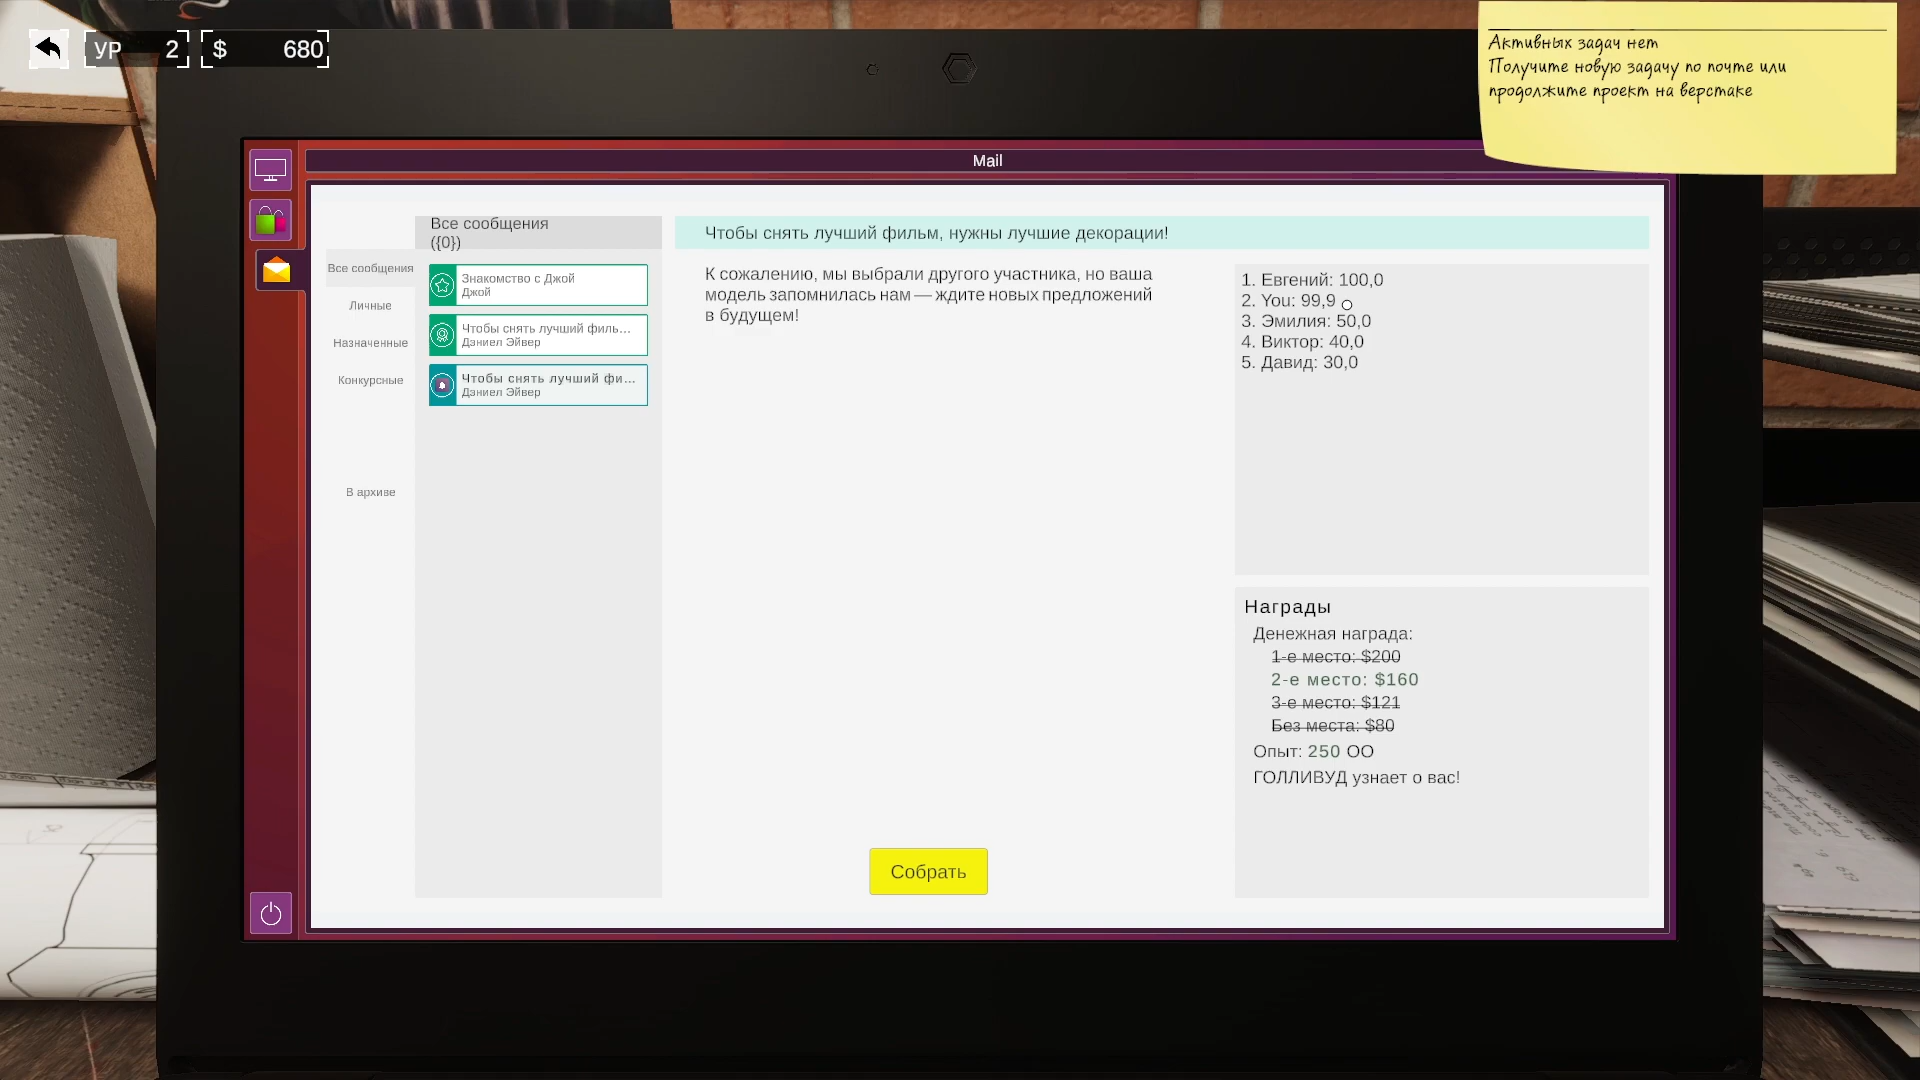 УР 2 $ 680
Активных задач нет
Получите новую задачу по почте или
продолжите проект на верстаке
Mail
Все сообщения
({0})
Все сообщения
Личные
Назначенные
Конкурсные
В архиве
Знакомство с Джой
Джой
Чтобы снять лучший филь...
Дэниел Эйвер
Чтобы снять лучший фи...
Дэниел Эйвер
Чтобы снять лучший фильм, нужны лучшие декорации!
К сожалению, мы выбрали другого участника, но ваша
модель запомнилась нам — ждите новых предложений
в будущем!
Собрать
1. Евгений: 100,0
2. You: 99,9
3. Эмилия: 50,0
4. Виктор: 40,0
5. Давид: 30,0
Награды
Денежная награда:
1-е место: $200
2-е место: $160
3-е место: $121
Без места: $80
Опыт: 250 ОО
ГОЛЛИВУД узнает о вас!